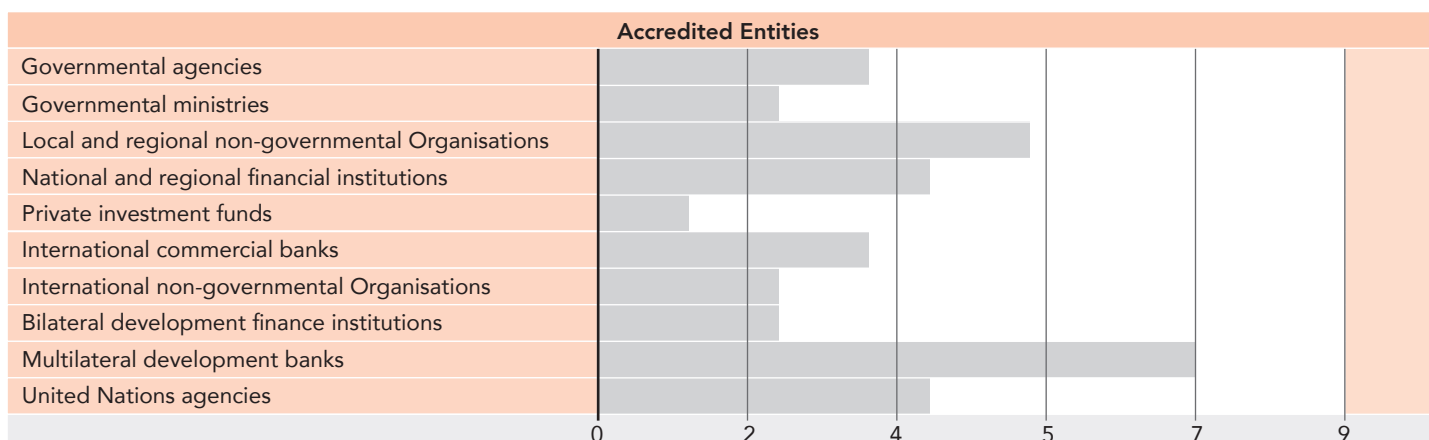 Accredited Entities
Governmental agencies
Governmental ministries
Local and regional non-governmental Organisations
National and regional financial institutions
Private investment funds
International commercial banks
International non-governmental Organisations
Bilateral development finance institutions
Multilateral development banks
United Nations agencies
0 2 4 5 7 9